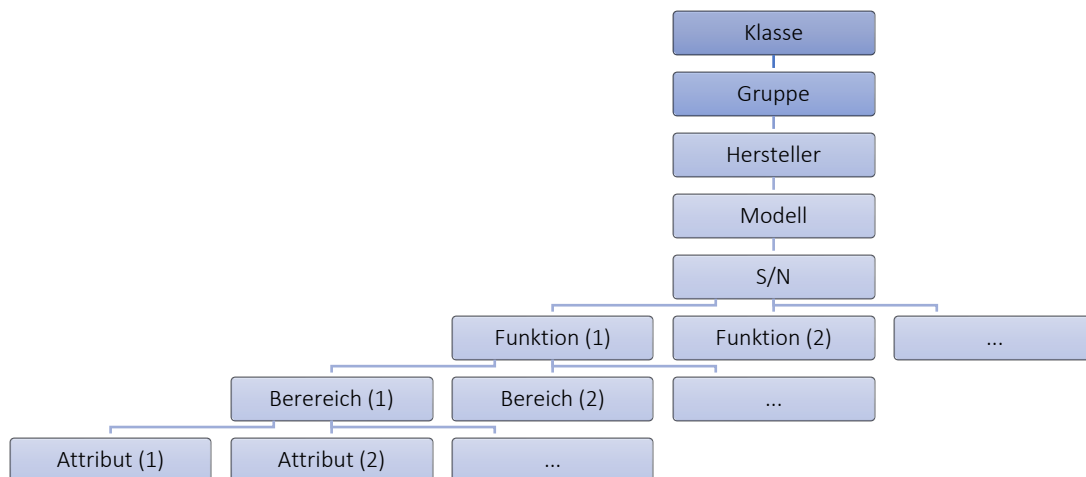 Klasse
Gruppe
Hersteller
Modell
S/N
Funktion (1)
Funktion (2)
...
Berereich (1)
Bereich (2)
...
Attribut (1)
Attribut (2)
...